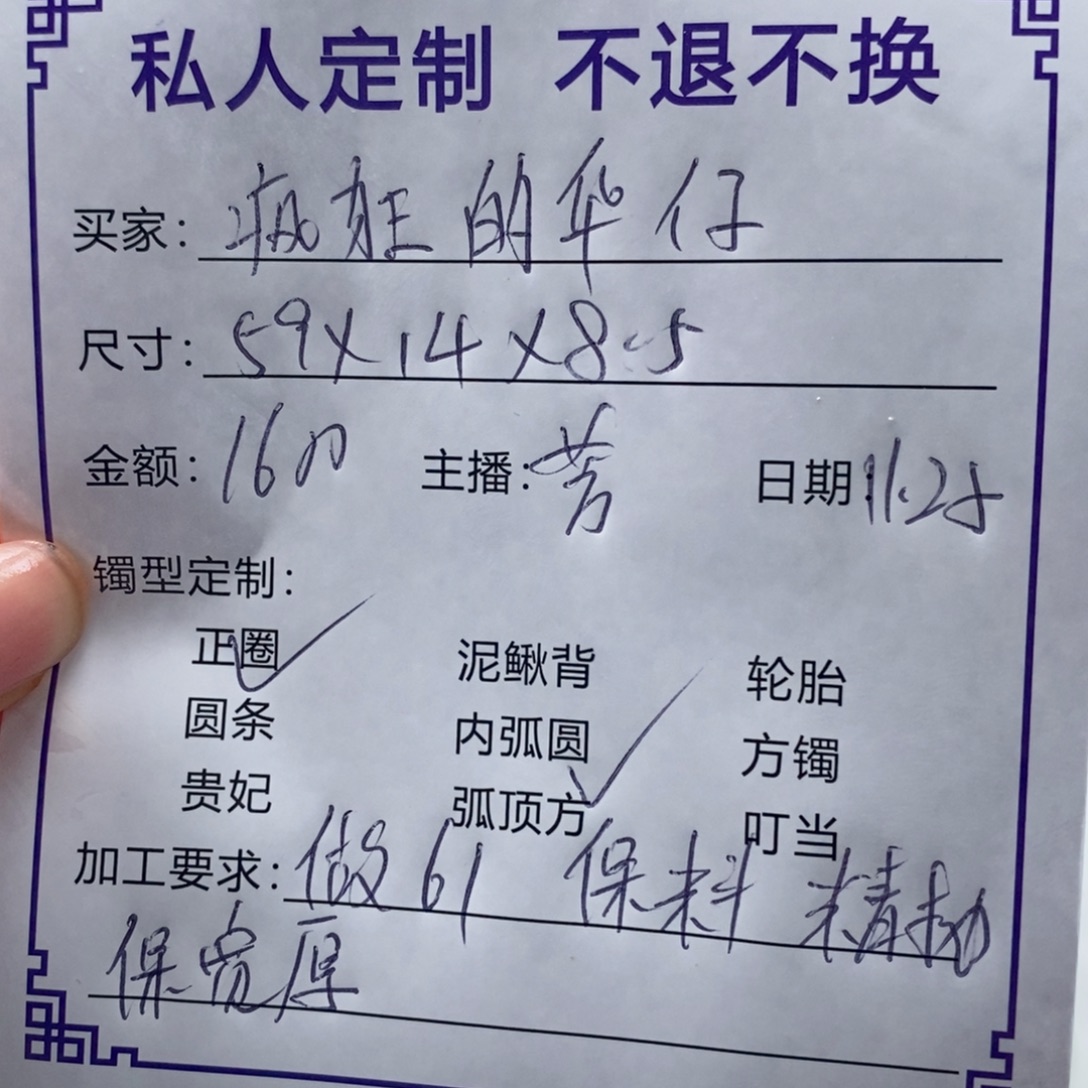 私人定制 不退不换
买家：疯狂的华仔
尺寸：59×14×8.5
金额：1600 主播：芳 日期：11.25
镯型定制：
正圈 泥鳅背 轮胎
圆条 内弧圆 方镯
贵妃 弧顶方 叮当
加工要求：做61 保料 精抛
保宽厚